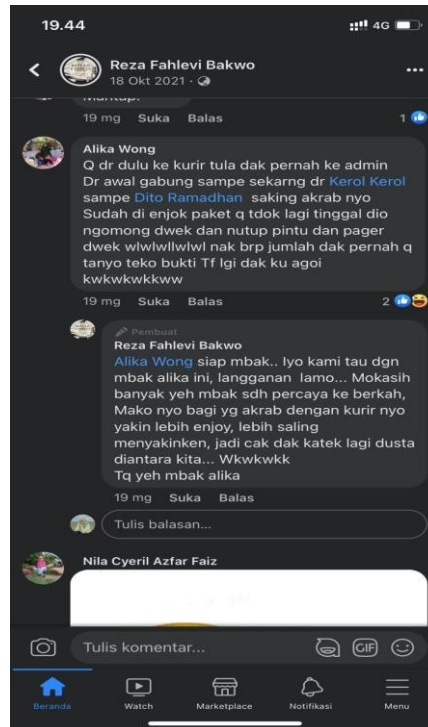 19.44
4G
Reza Fahlevi Bakwo
18 Okt 2021
19 mg Suka Balas
1
Alika Wong
Q dr dulu ke kurir tula dak pernah ke admin
Dr awal gabung sampe sekarng dr Kerol Kerol
sampe Dito Ramadhan saking akrab nyo
Sudah di enjok paket q tdok lagi tinggal dio
ngomong dwek dan nutup pintu dan pager
dwek wlwlwllwlwl nak brp jumlah dak pernah q
tanyo teko bukti Tf lgi dak ku agoi
kwkwkwkkww
19 mg Suka Balas
2
Pembuat
Reza Fahlevi Bakwo
Alika Wong siap mbak.. Iyo kami tau dgn
mbak alika ini, langganan lamo... Mokasih
banyak yeh mbak sdh percaya ke berkah,
Mako nyo bagi yg akrab dengan kurir nyo
yakin lebih enjoy, lebih saling
menyakinken, jadi cak dak katek lagi dusta
diantara kita... Wkwkwkk
Tq yeh mbak alika
19 mg Suka Balas
Tulis balasan...
Nila Cyeril Azfar Faiz
Tulis komentar...
GIF
Beranda
Watch
Marketplace
Notifikasi
Menu